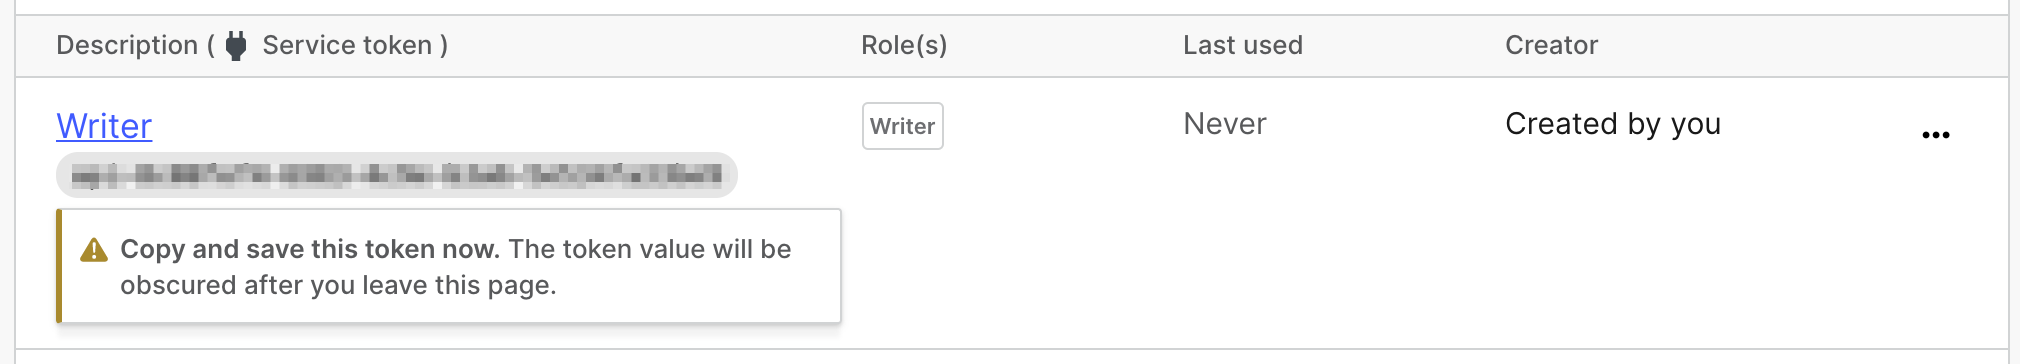 Description ( Service token ) Role(s) Last used Creator
Writer Writer Never Created by you
Copy and save this token now. The token value will be
obscured after you leave this page.